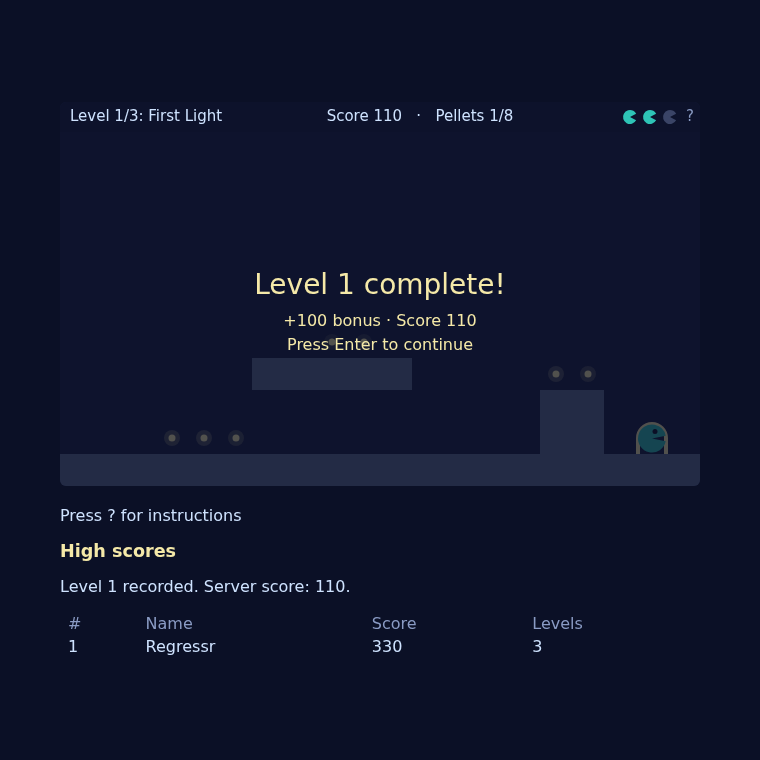 Level 1/3: First Light Score 110 · Pellets 1/8 ?
Level 1 complete!
+100 bonus · Score 110
Press Enter to continue
Press ? for instructions
High scores
Level 1 recorded. Server score: 110.
# Name Score Levels
1 Regressr 330 3